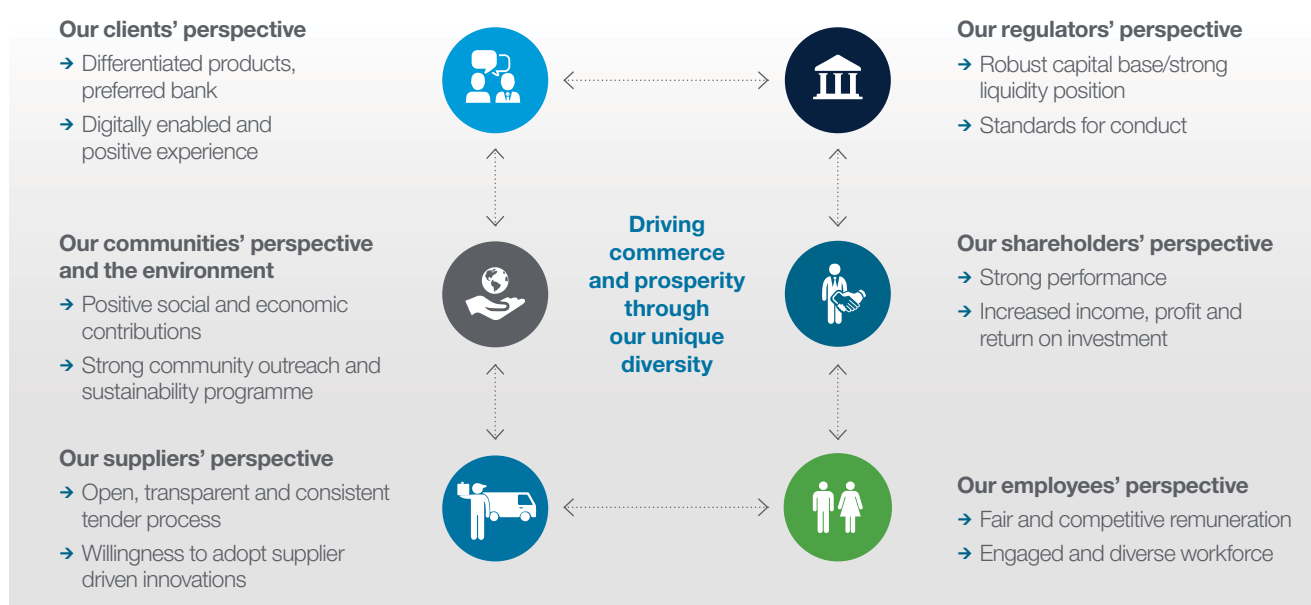 Our clients’ perspective
→ Differentiated products,
preferred bank
→ Digitally enabled and
positive experience
Our regulators’ perspective
→ Robust capital base/strong
liquidity position
→ Standards for conduct
Our communities’ perspective
and the environment
→ Positive social and economic
contributions
→ Strong community outreach and
sustainability programme
Driving
commerce
and prosperity
through
our unique
diversity
Our shareholders’ perspective
→ Strong performance
→ Increased income, profit and
return on investment
Our suppliers’ perspective
→ Open, transparent and consistent
tender process
→ Willingness to adopt supplier
driven innovations
Our employees’ perspective
→ Fair and competitive remuneration
→ Engaged and diverse workforce